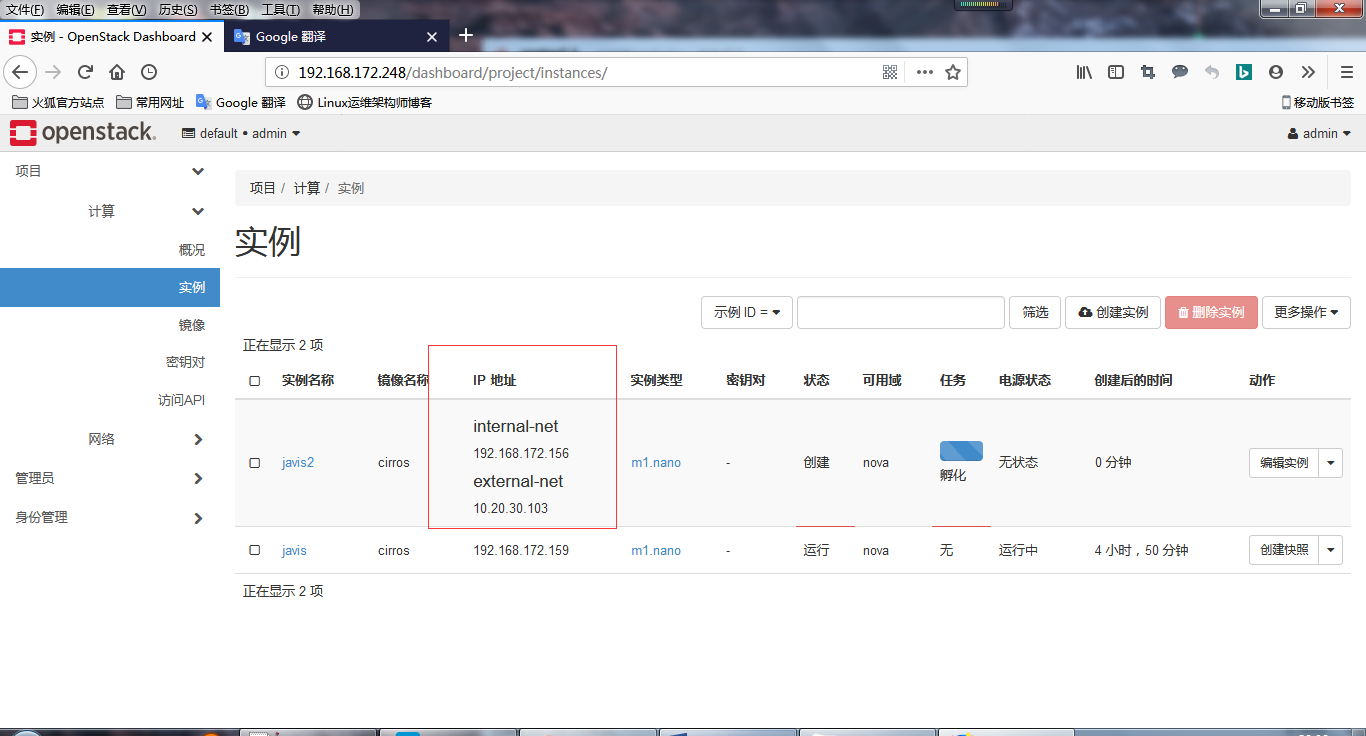 文件(F) 编辑(E) 查看(V) 历史(S) 书签(B) 工具(T) 帮助(H)
实例 - OpenStack Dashboard
Google 翻译
192.168.172.248/dashboard/project/instances/
火狐官方站点 常用网址 Google 翻译 Linux运维架构师博客 移动版书签
openstack. default • admin admin
项目
计算
概况
实例
镜像
密钥对
访问API
网络
管理员
身份管理
项目 / 计算 / 实例
实例
示例 ID = 筛选 创建实例 删除实例 更多操作
正在显示 2 项
实例名称 镜像名称 IP 地址 实例类型 密钥对 状态 可用域 任务 电源状态 创建后的时间 动作
javis2 cirros internal-net
192.168.172.156
external-net
10.20.30.103
m1.nano - 创建 nova 孵化 无状态 0 分钟 编辑实例
javis cirros 192.168.172.159 m1.nano - 运行 nova 无 运行中 4 小时，50 分钟 创建快照
正在显示 2 项